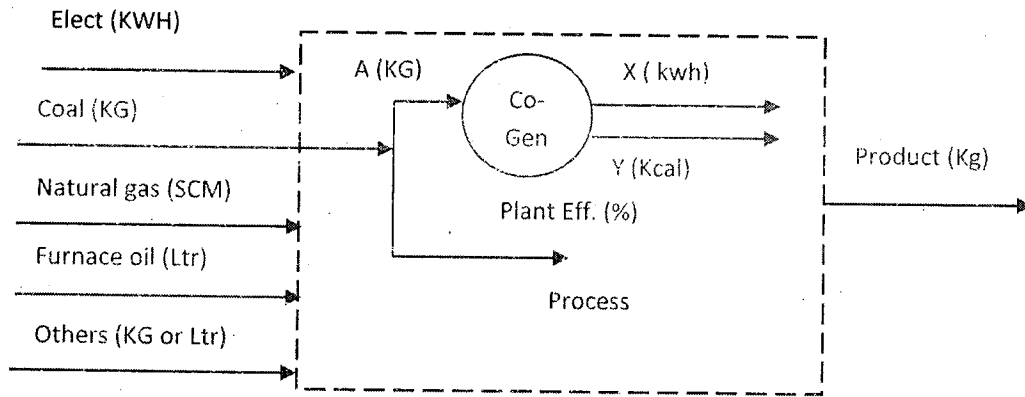 Elect (KWH)
A (KG)
X ( kwh)
Coal (KG)
Co-
Gen
Y (Kcal)
Product (Kg)
Natural gas (SCM)
Plant Eff. (%)
Furnace oil (Ltr)
Process
Others (KG or Ltr)